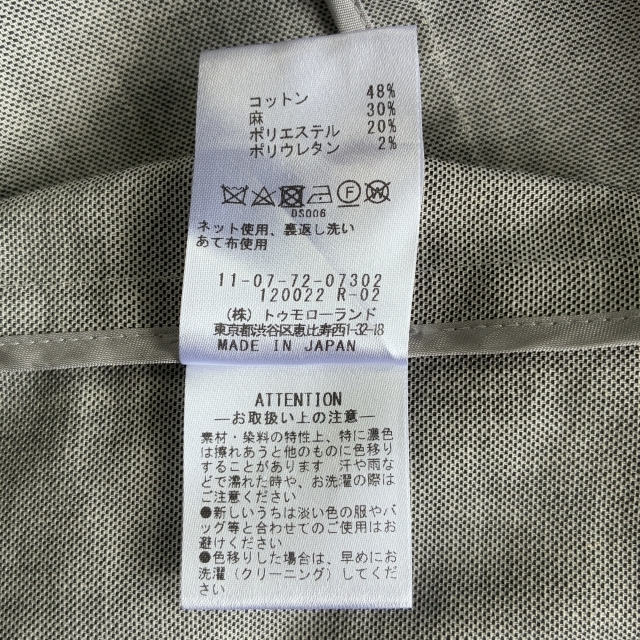 コットン 48%
麻 30%
ポリエステル 20%
ポリウレタン 2%
F W
DS006
ネット使用、裏返し洗い
あて布使用
11-07-72-07302
120022 R-02
(株)トゥモローランド
東京都渋谷区恵比寿西1-32-18
MADE IN JAPAN
ATTENTION
―お取扱い上の注意―
素材・染料の特性上、特に濃色
は擦れあうと他のものに色移り
することがあります 汗や雨な
どで濡れた時や、お洗濯の際は
ご注意ください
●新しいうちは淡い色の服やバ
ッグ等と合わせてのご使用はお
避けください
●色移りした場合は、早めにお
洗濯(クリーニング)してくだ